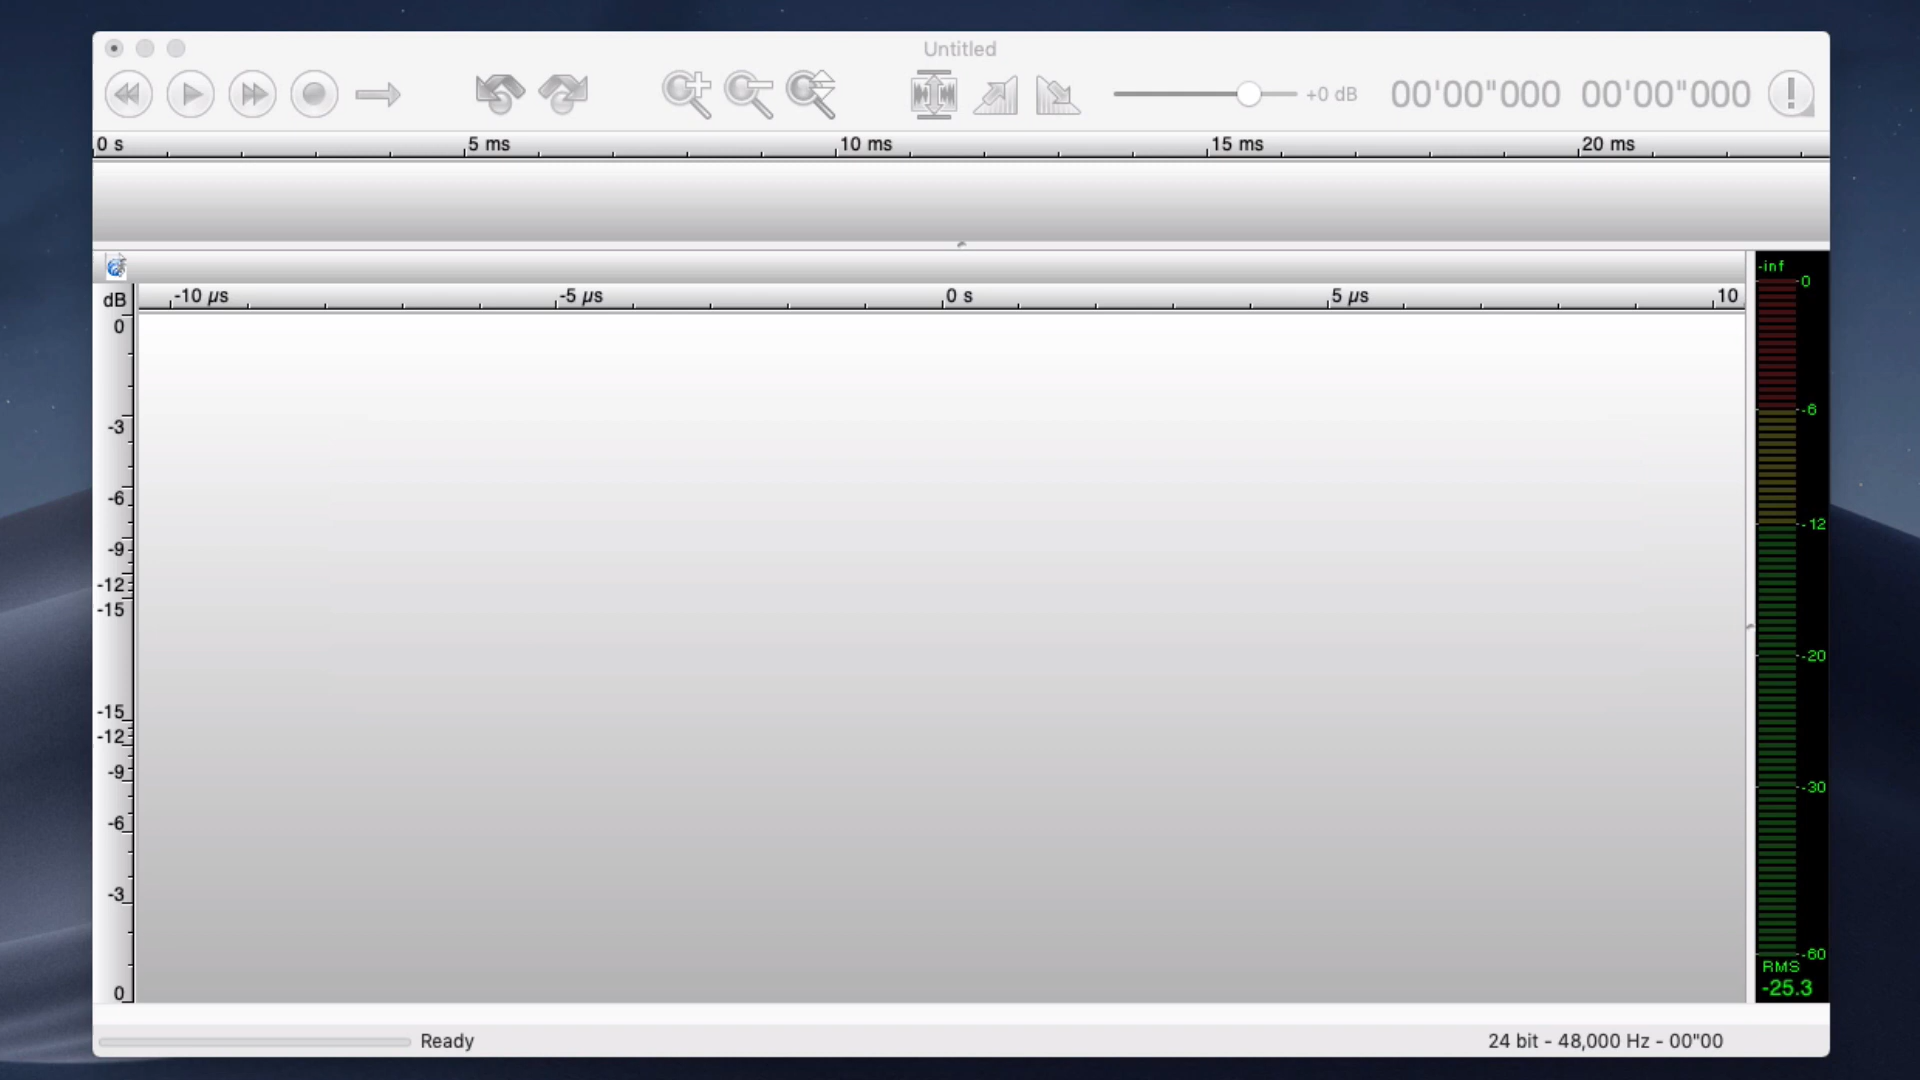 Untitled
+0 dB 00'00"000 00'00"000
0 s 5 ms 10 ms 15 ms 20 ms
dB -10 µs -5 µs 0 s 5 µs 10
0
-3
-6
-9
-12
-15
-15
-12
-9
-6
-3
0
-inf
0
-6
-12
-20
-30
-60
RMS
-25.3
Ready 24 bit - 48,000 Hz - 00"00